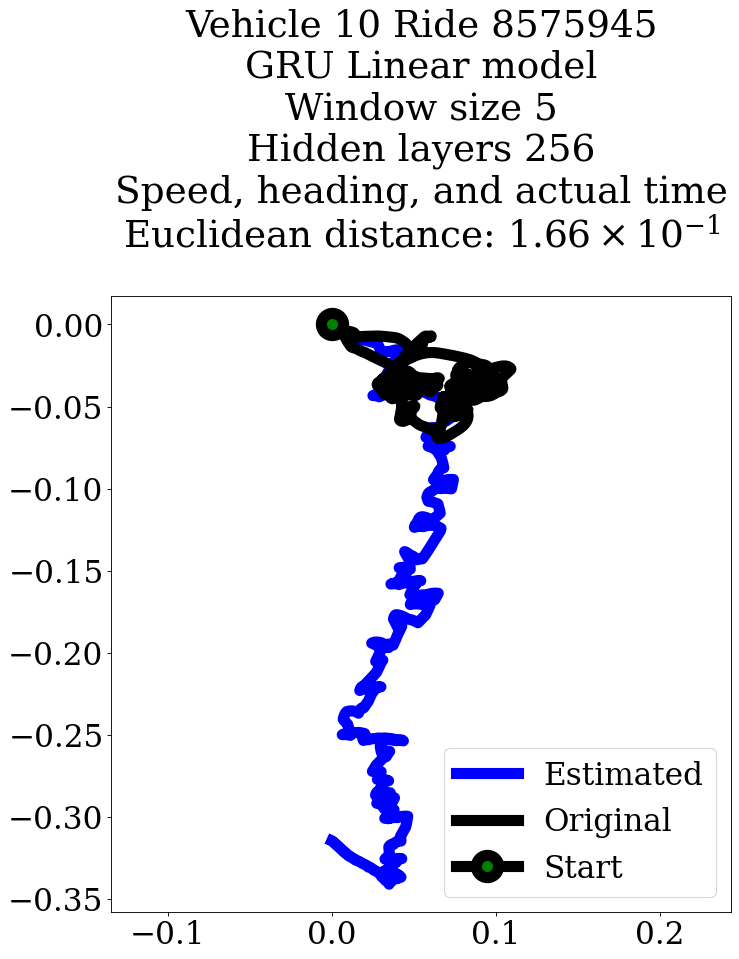 Vehicle 10 Ride 8575945
GRU Linear model
Window size 5
Hidden layers 256
Speed, heading, and actual time
Euclidean distance: 1.66 × 10⁻¹
0.00
−0.05
−0.10
−0.15
−0.20
−0.25
−0.30
−0.35
Estimated
Original
Start
−0.1
0.0
0.1
0.2